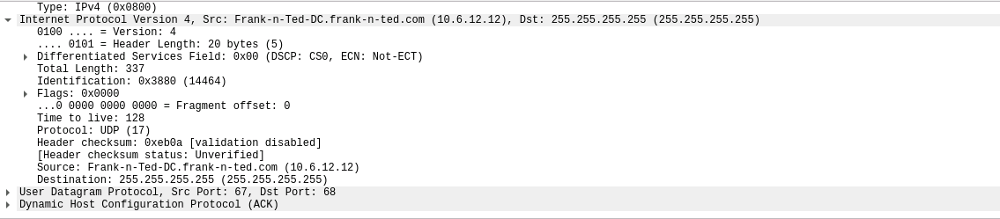 Type: IPv4 (0x0800)
Internet Protocol Version 4, Src: Frank-n-Ted-DC.frank-n-ted.com (10.6.12.12), Dst: 255.255.255.255 (255.255.255.255)
0100 .... = Version: 4
.... 0101 = Header Length: 20 bytes (5)
Differentiated Services Field: 0x00 (DSCP: CS0, ECN: Not-ECT)
Total Length: 337
Identification: 0x3880 (14464)
Flags: 0x0000
...0 0000 0000 0000 = Fragment offset: 0
Time to live: 128
Protocol: UDP (17)
Header checksum: 0xeb0a [validation disabled]
[Header checksum status: Unverified]
Source: Frank-n-Ted-DC.frank-n-ted.com (10.6.12.12)
Destination: 255.255.255.255 (255.255.255.255)
User Datagram Protocol, Src Port: 67, Dst Port: 68
Dynamic Host Configuration Protocol (ACK)